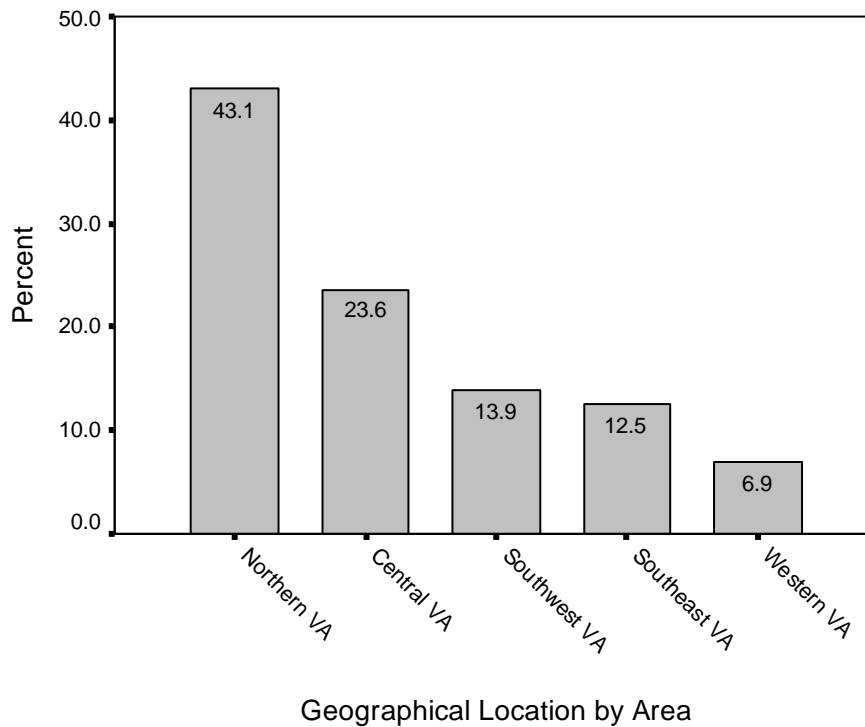 50.0
40.0
30.0
20.0
10.0
0.0
Percent
43.1
23.6
13.9
12.5
6.9
Northern VA
Central VA
Southwest VA
Southeast VA
Western VA
Geographical Location by Area